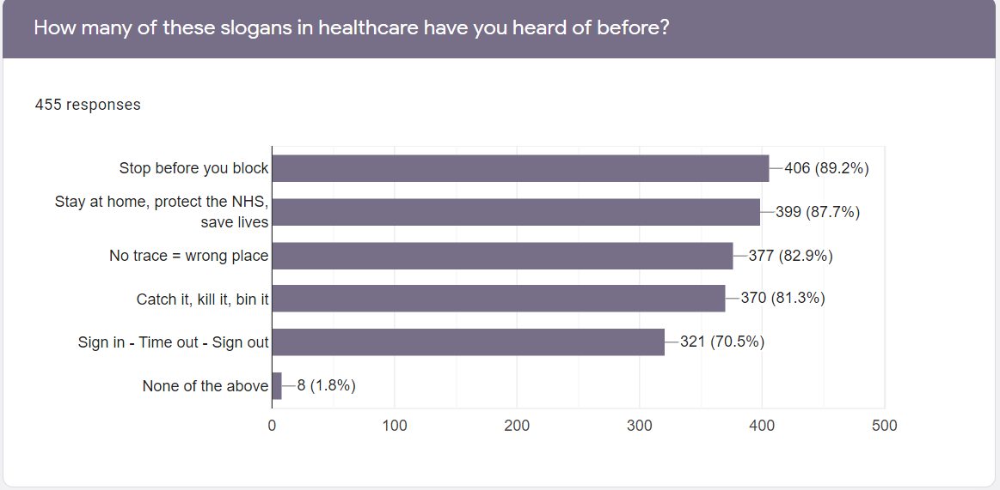 How many of these slogans in healthcare have you heard of before?
455 responses
Stop before you block
406 (89.2%)
Stay at home, protect the NHS,
save lives
399 (87.7%)
No trace = wrong place
377 (82.9%)
Catch it, kill it, bin it
370 (81.3%)
Sign in - Time out - Sign out
321 (70.5%)
None of the above
8 (1.8%)
0 100 200 300 400 500